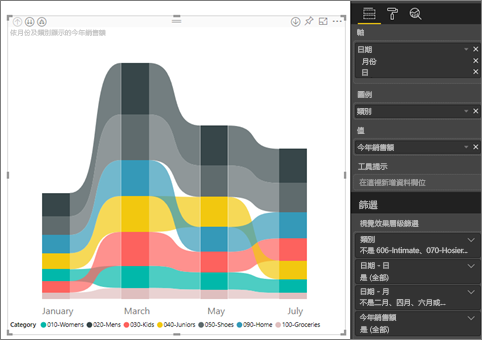 依月份及類別顯示的今年銷售額
January March May July
Category 010-Womens 020-Mens 030-Kids 040-Juniors 050-Shoes 090-Home 100-Groceries
軸
日期
月份
日
圖例
類別
值
今年銷售額
工具提示
在這裡新增資料欄位
篩選
視覺效果層級篩選
類別
不是 606-Intimate、070-Hosier...
日期 - 日
是 (全部)
日期 - 月
不是二月、四月、六月或...
今年銷售額
是 (全部)